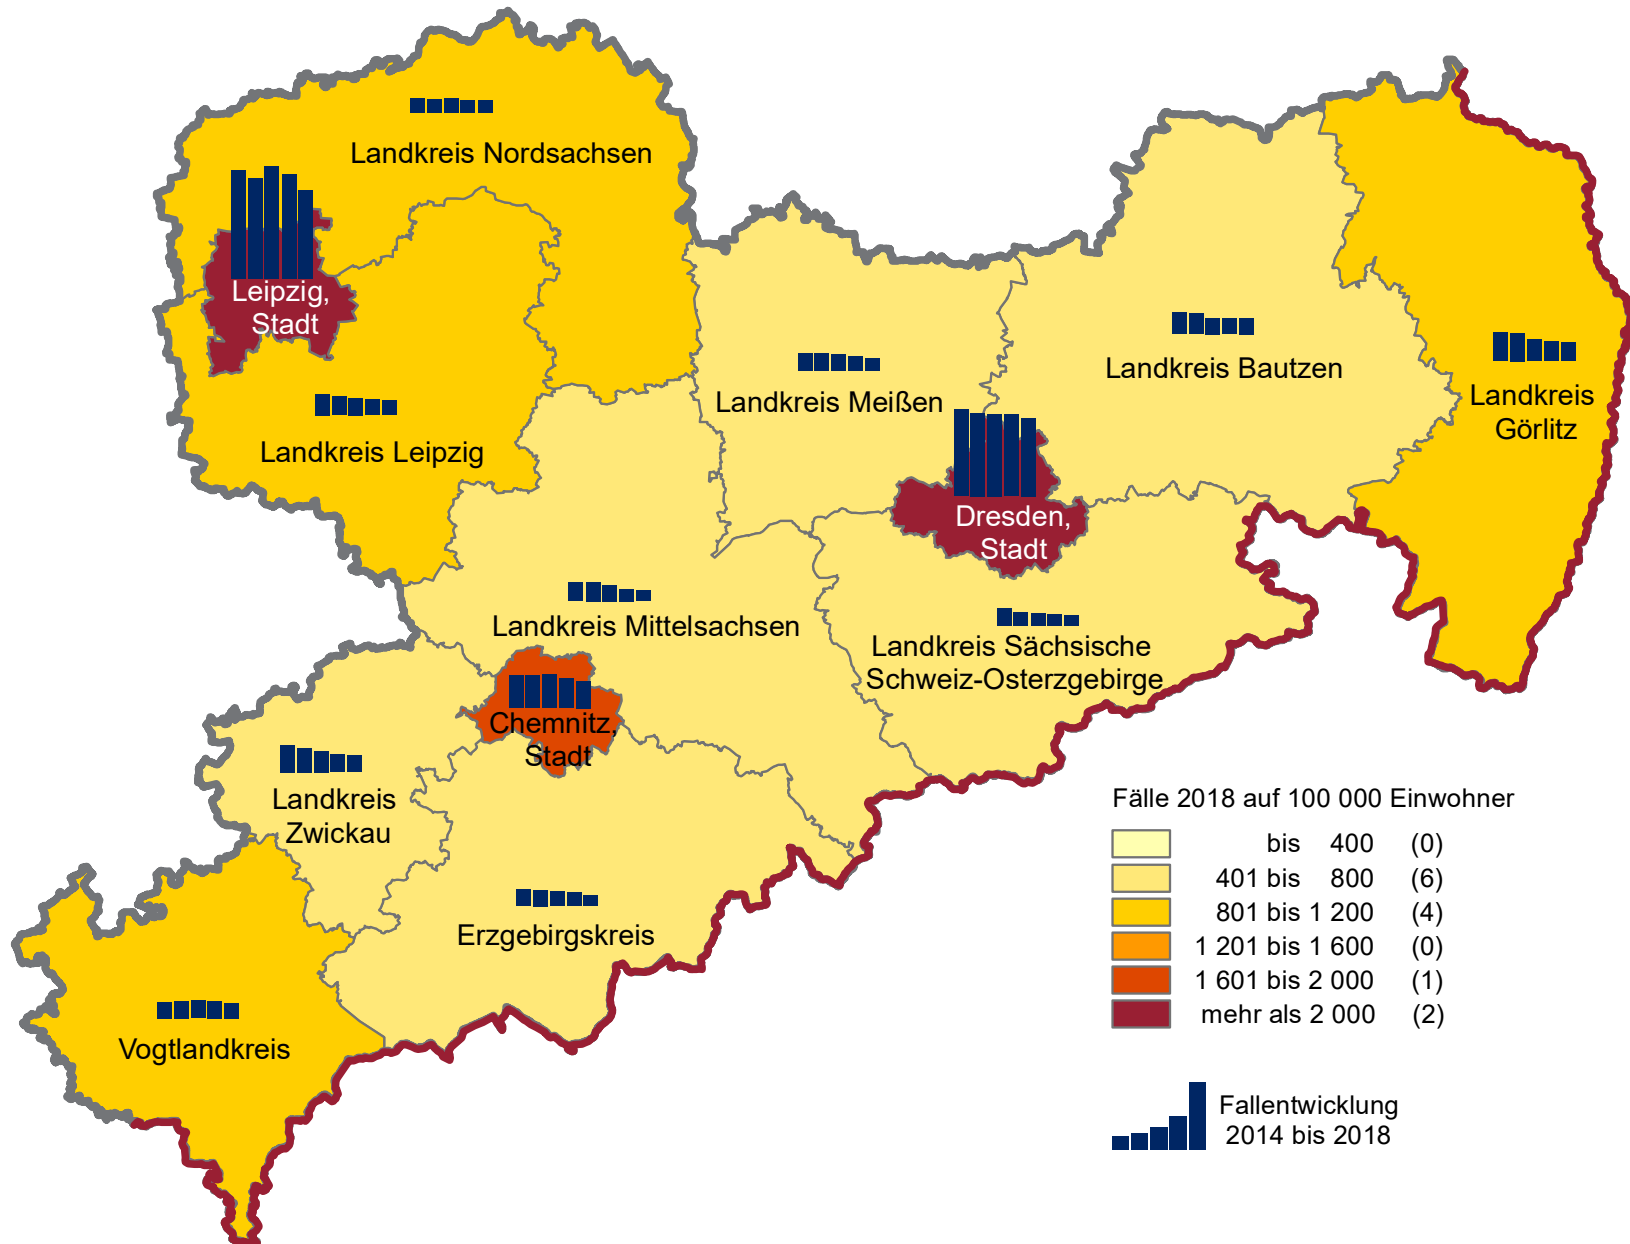 Landkreis Nordsachsen
Leipzig,
Stadt
Landkreis Leipzig
Landkreis Meißen
Landkreis Bautzen
Landkreis
Görlitz
Dresden,
Stadt
Landkreis Mittelsachsen
Landkreis Sächsische
Schweiz-Osterzgebirge
Chemnitz,
Stadt
Landkreis
Zwickau
Erzgebirgskreis
Vogtlandkreis
Fälle 2018 auf 100 000 Einwohner
bis 400 (0)
401 bis 800 (6)
801 bis 1 200 (4)
1 201 bis 1 600 (0)
1 601 bis 2 000 (1)
mehr als 2 000 (2)
Fallentwicklung
2014 bis 2018